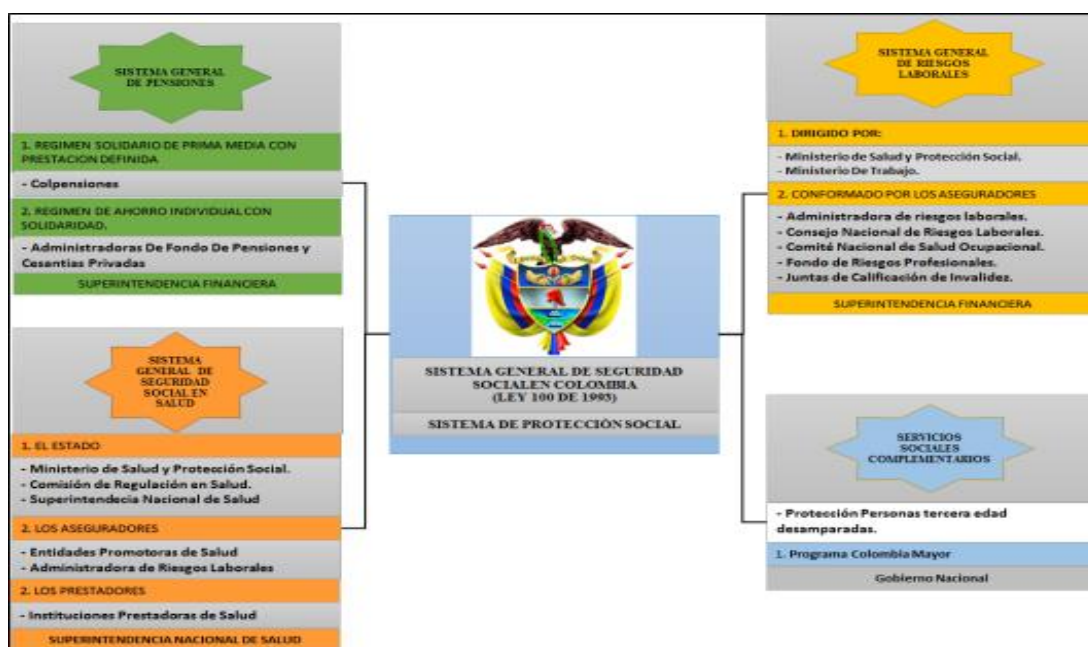 SISTEMA GENERAL
DE PENSIONES
1. REGIMEN SOLIDARIO DE PRIMA MEDIA CON
PRESTACION DEFINIDA
- Colpensiones
2. REGIMEN DE AHORRO INDIVIDUAL CON
SOLIDARIDAD.
- Administradoras De Fondo De Pensiones y
Cesantías Privadas
SUPERINTENDENCIA FINANCIERA
SISTEMA
GENERAL DE
SEGURIDAD
SOCIAL EN
SALUD
1. EL ESTADO
- Ministerio de Salud y Protección Social.
- Comisión de Regulación en Salud.
- Superintendecia Nacional de Salud
2. LOS ASEGURADORES
- Entidades Promotoras de Salud
- Administradora de Riesgos Laborales
2. LOS PRESTADORES
- Instituciones Prestadoras de Salud
SUPERINTENDENCIA NACIONAL DE SALUD
SISTEMA GENERAL DE SEGURIDAD
SOCIALEN COLOMBIA
(LEY 100 DE 1993)
SISTEMA DE PROTECCIÓN SOCIAL
SISTEMA GENERAL
DE RIESGOS
LABORALES
1. DIRIGIDO POR:
- Ministerio de Salud y Protección Social.
- Ministerio De Trabajo.
2. CONFORMADO POR LOS ASEGURADORES
- Administradora de riesgos laborales.
- Consejo Nacional de Riesgos Laborales.
- Comité Nacional de Salud Ocupacional.
- Fondo de Riesgos Profesionales.
- Juntas de Calificación de Invalidez.
SUPERINTENDENCIA FINANCIERA
SERVICIOS
SOCIALES
COMPLEMENTARIOS
- Protección Personas tercera edad
desamparadas.
1. Programa Colombia Mayor
Gobierno Nacional